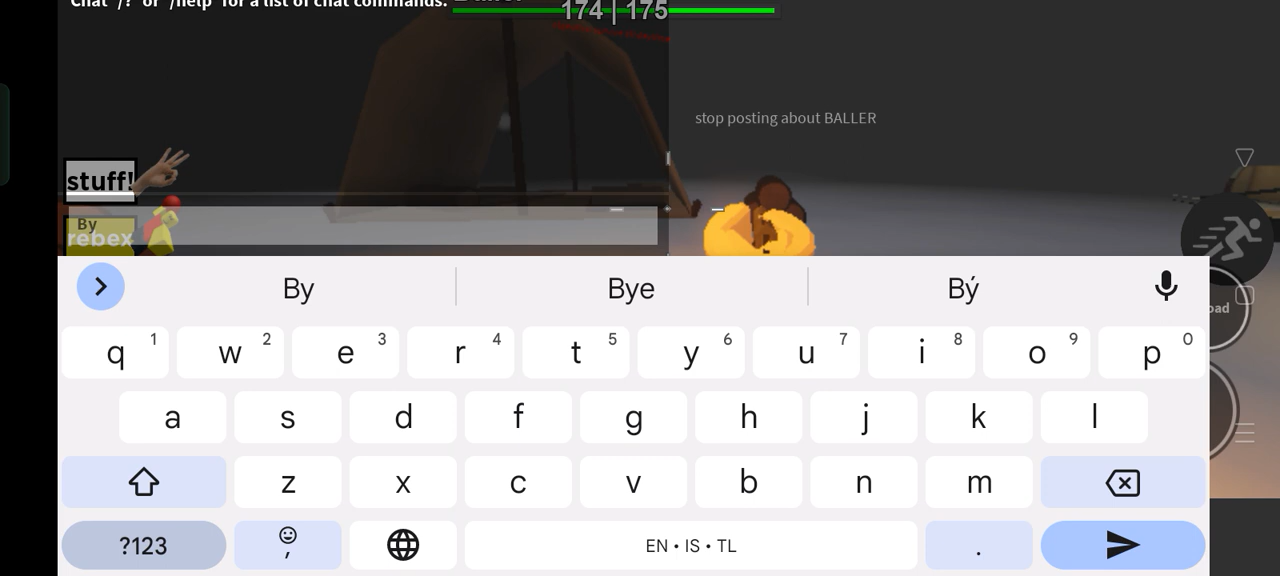 Chat '/?' or '/help' for a list of chat commands.
174 | 175
stop posting about BALLER
stuff!
By
rebex
oad
By
Bye
Bý
q 1 w 2 e 3 r 4 t 5 y 6 u 7 i 8 o 9 p 0
a s d f g h j k l
z x c v b n m
?123 , EN • IS • TL .